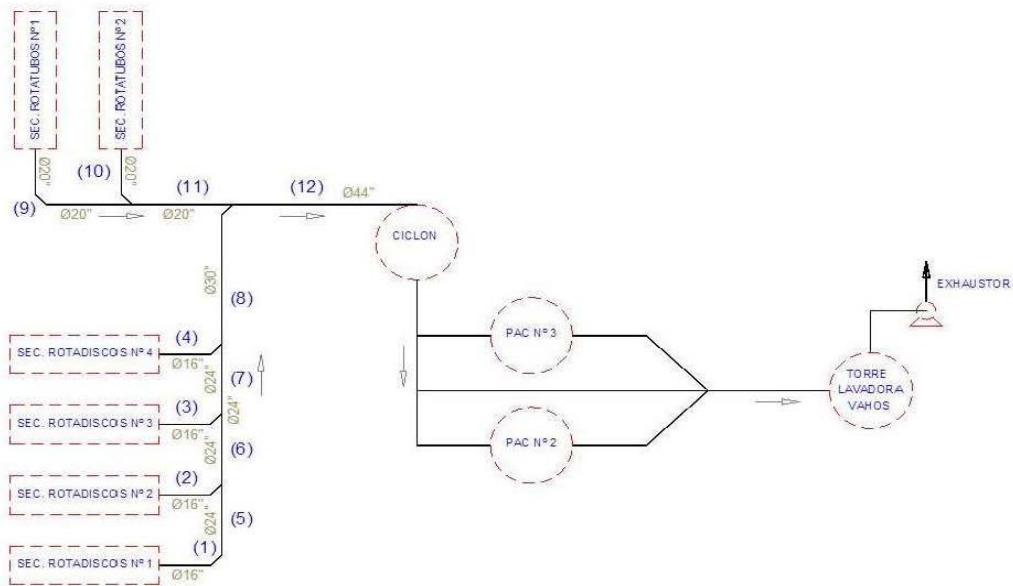 SEC. ROTATUBOS Nº1
SEC. ROTATUBOS Nº2
Ø20"
(10)
Ø20"
(9)
Ø20"
(11)
Ø20"
(12)
Ø44"
CICLON
Ø30"
(8)
EXHAUSTOR
PAC Nº3
(4)
SEC. ROTADISCOS Nº4
Ø16"
Ø24"
(7)
TORRE
LAVADORA
VAHOS
(3)
Ø24"
SEC. ROTADISCOS Nº3
Ø16"
Ø24"
(6)
PAC Nº2
(2)
SEC. ROTADISCOS Nº2
Ø16"
Ø24"
(5)
(1)
SEC. ROTADISCOS Nº1
Ø16"